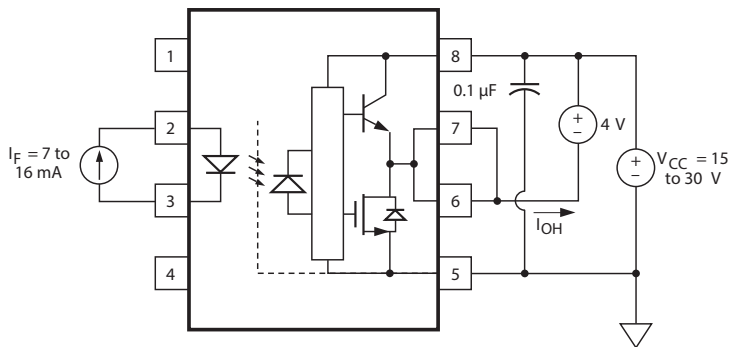 1
8
0.1 µF
2
7
+
−
4 V
I_F = 7 to
16 mA
+
−
V_CC = 15
to 30 V
3
6
I_OH
4
5